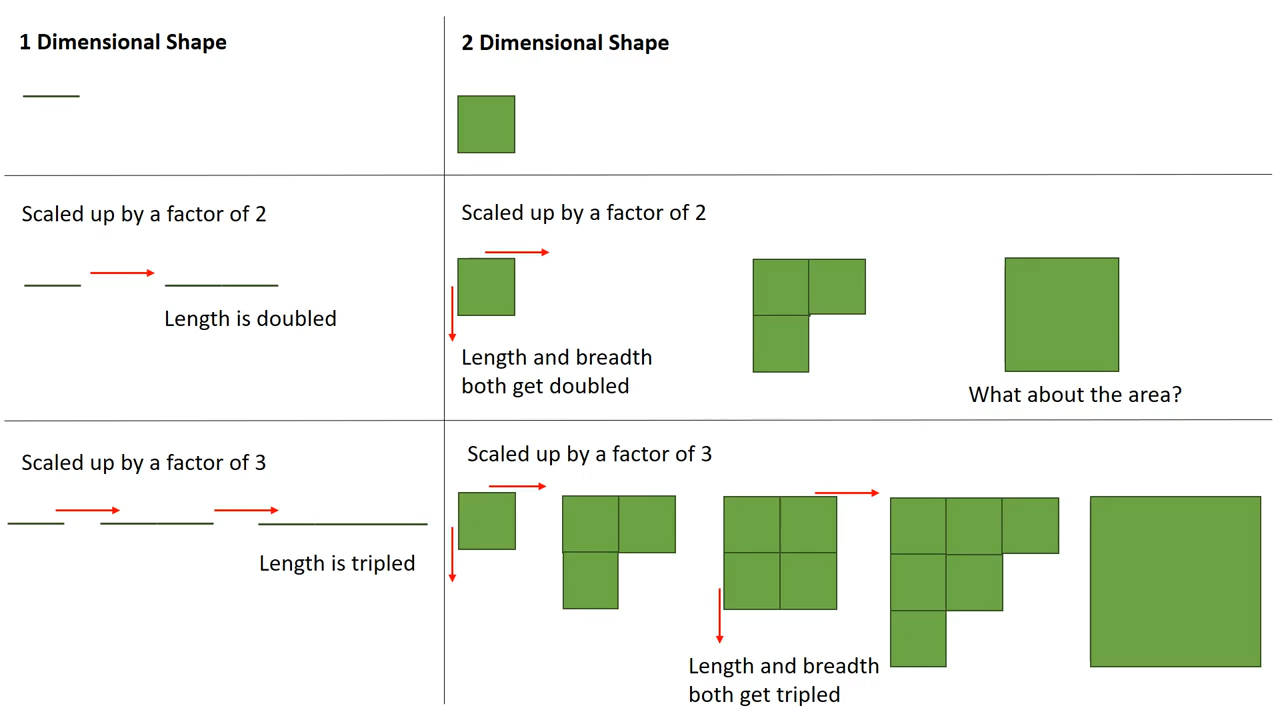 1 Dimensional Shape
2 Dimensional Shape
Scaled up by a factor of 2
Length is doubled
Scaled up by a factor of 2
Length and breadth
both get doubled
What about the area?
Scaled up by a factor of 3
Length is tripled
Scaled up by a factor of 3
Length and breadth
both get tripled